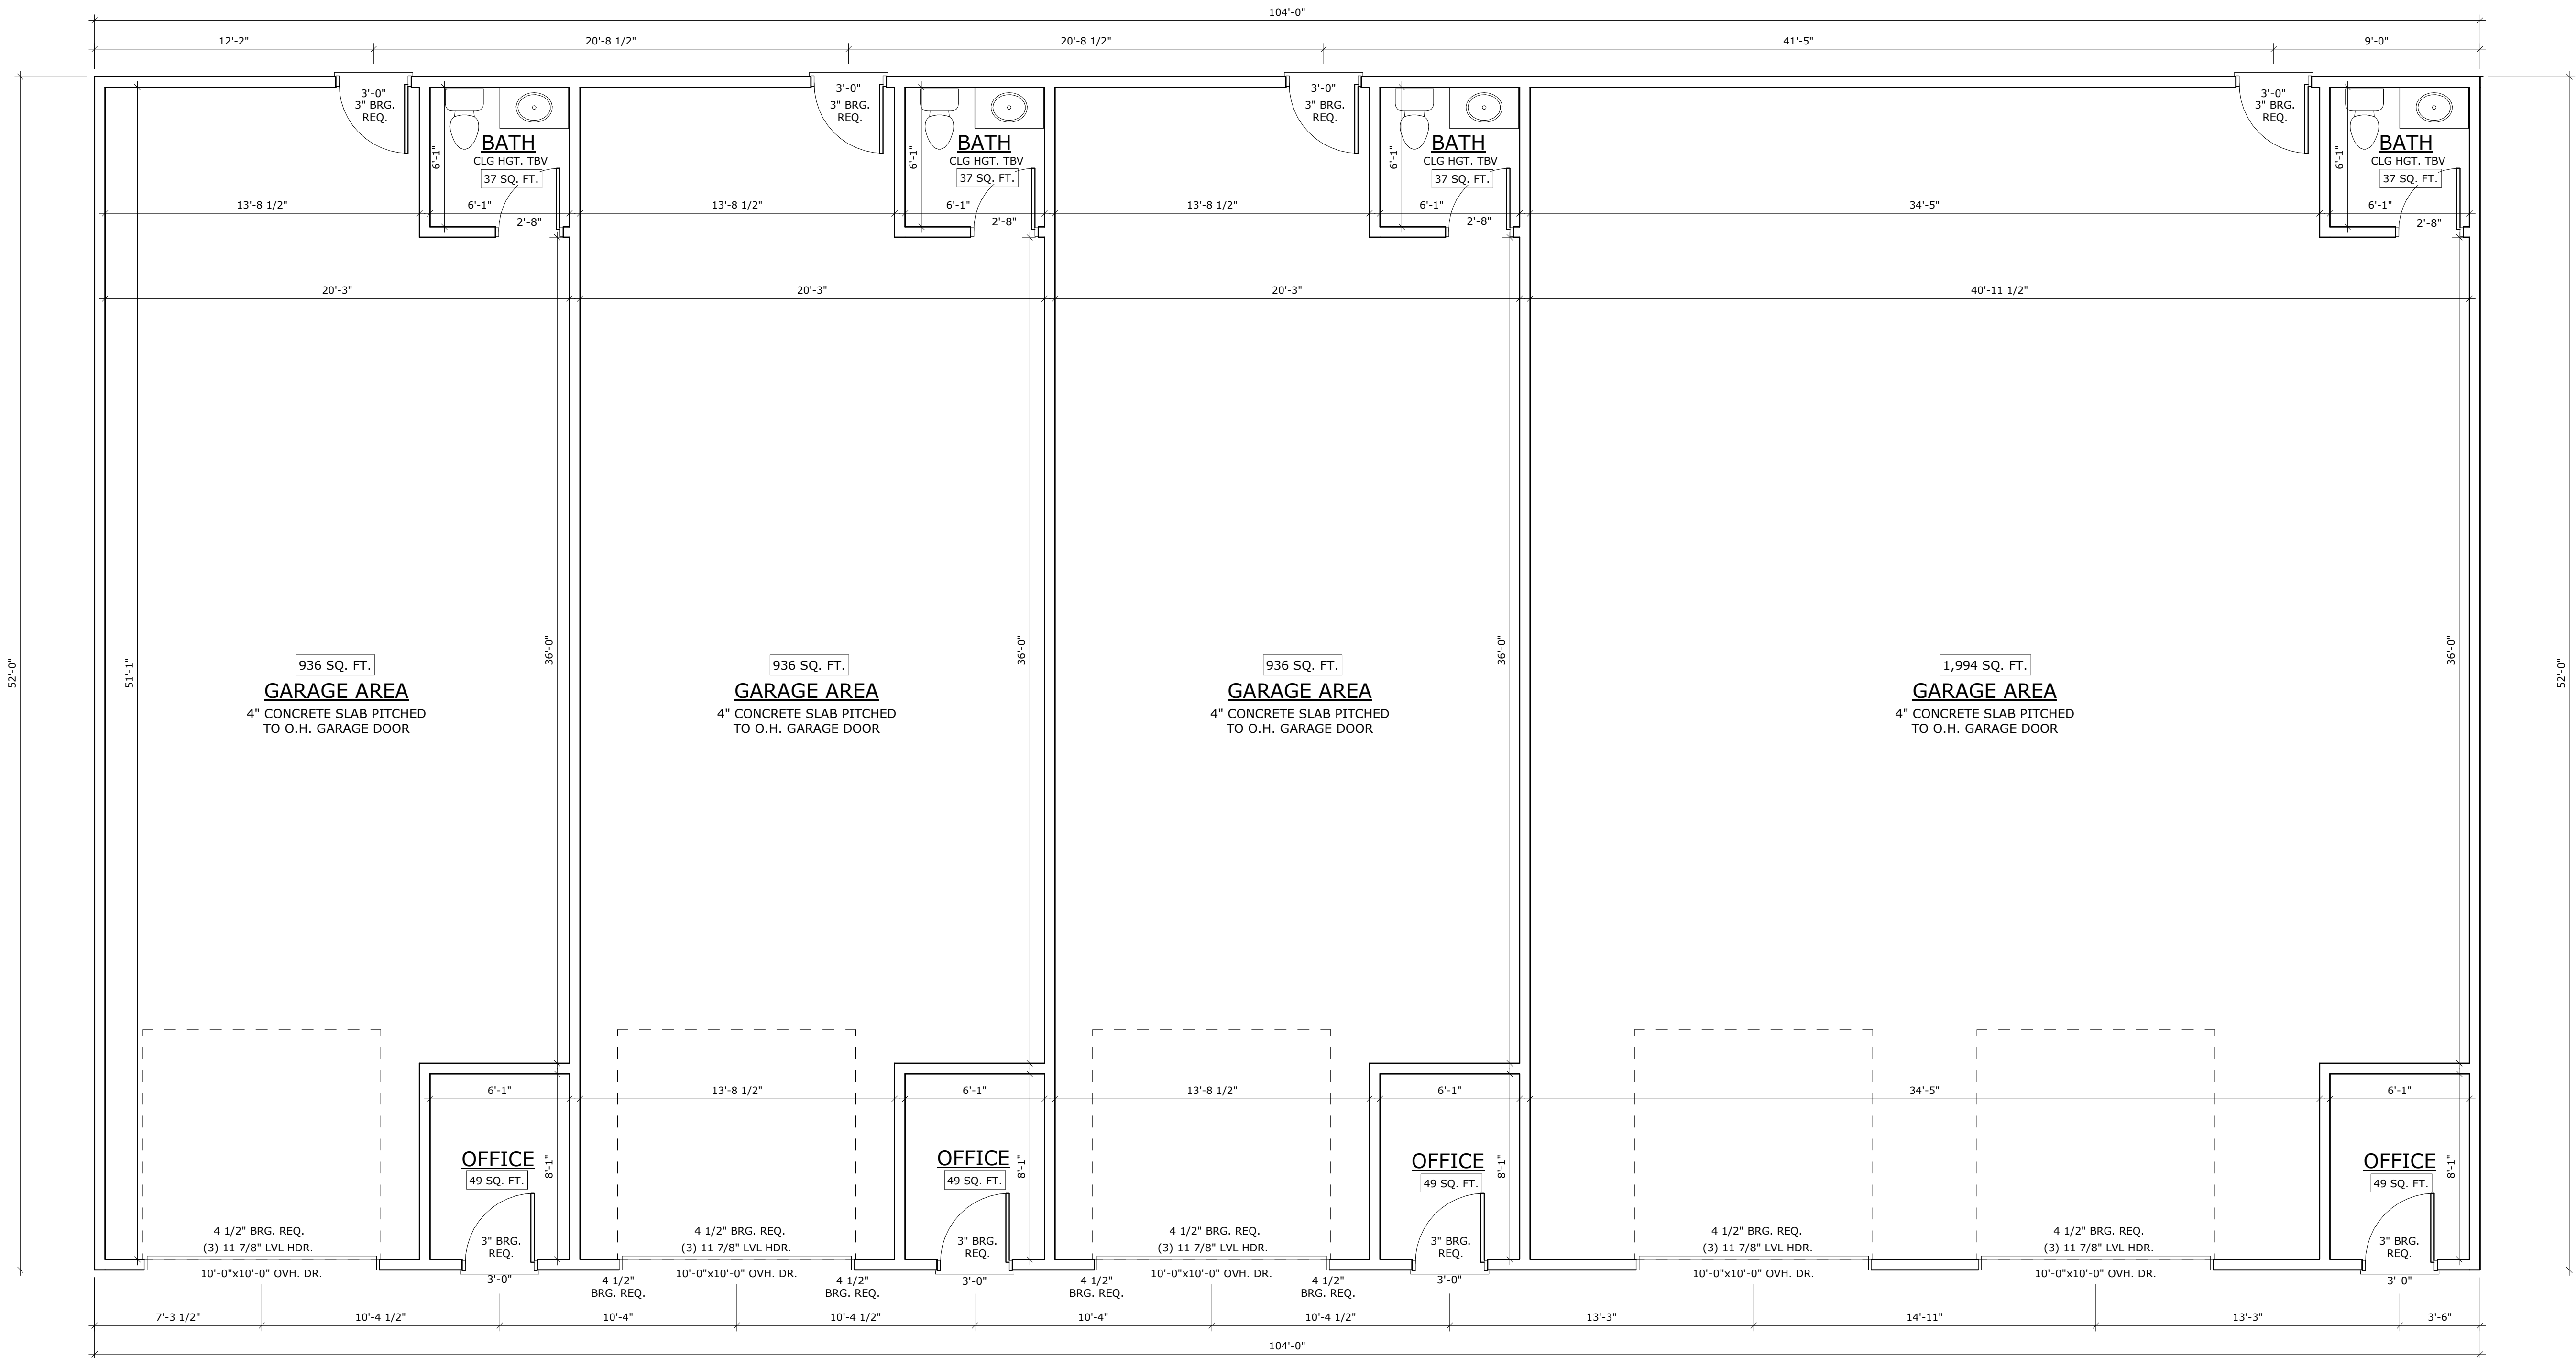 104'-0"
12'-2"
20'-8 1/2"
20'-8 1/2"
41'-5"
9'-0"
3'-0"
3" BRG.
REQ.
3'-0"
3" BRG.
REQ.
3'-0"
3" BRG.
REQ.
3'-0"
3" BRG.
REQ.
BATH
CLG HGT. TBV
37 SQ. FT.
6'-1"
BATH
CLG HGT. TBV
37 SQ. FT.
6'-1"
BATH
CLG HGT. TBV
37 SQ. FT.
6'-1"
BATH
CLG HGT. TBV
37 SQ. FT.
6'-1"
13'-8 1/2"
6'-1"
2'-8"
13'-8 1/2"
6'-1"
2'-8"
13'-8 1/2"
6'-1"
2'-8"
34'-5"
6'-1"
2'-8"
20'-3"
20'-3"
20'-3"
40'-11 1/2"
52'-0"
51'-1"
936 SQ. FT.
GARAGE AREA
4" CONCRETE SLAB PITCHED
TO O.H. GARAGE DOOR
36'-0"
936 SQ. FT.
GARAGE AREA
4" CONCRETE SLAB PITCHED
TO O.H. GARAGE DOOR
36'-0"
936 SQ. FT.
GARAGE AREA
4" CONCRETE SLAB PITCHED
TO O.H. GARAGE DOOR
36'-0"
1,994 SQ. FT.
GARAGE AREA
4" CONCRETE SLAB PITCHED
TO O.H. GARAGE DOOR
36'-0"
52'-0"
6'-1"
13'-8 1/2"
6'-1"
13'-8 1/2"
6'-1"
34'-5"
6'-1"
OFFICE
49 SQ. FT.
8'-1"
OFFICE
49 SQ. FT.
8'-1"
OFFICE
49 SQ. FT.
8'-1"
OFFICE
49 SQ. FT.
8'-1"
4 1/2" BRG. REQ.
(3) 11 7/8" LVL HDR.
3" BRG.
REQ.
4 1/2" BRG. REQ.
(3) 11 7/8" LVL HDR.
3" BRG.
REQ.
4 1/2" BRG. REQ.
(3) 11 7/8" LVL HDR.
3" BRG.
REQ.
4 1/2" BRG. REQ.
(3) 11 7/8" LVL HDR.
4 1/2" BRG. REQ.
(3) 11 7/8" LVL HDR.
3" BRG.
REQ.
10'-0"x10'-0" OVH. DR.
3'-0"
4 1/2"
BRG. REQ.
10'-0"x10'-0" OVH. DR.
4 1/2"
BRG. REQ.
3'-0"
4 1/2"
BRG. REQ.
10'-0"x10'-0" OVH. DR.
4 1/2"
BRG. REQ.
3'-0"
10'-0"x10'-0" OVH. DR.
10'-0"x10'-0" OVH. DR.
3'-0"
7'-3 1/2"
10'-4 1/2"
10'-4"
10'-4 1/2"
10'-4"
10'-4 1/2"
13'-3"
14'-11"
13'-3"
3'-6"
104'-0"